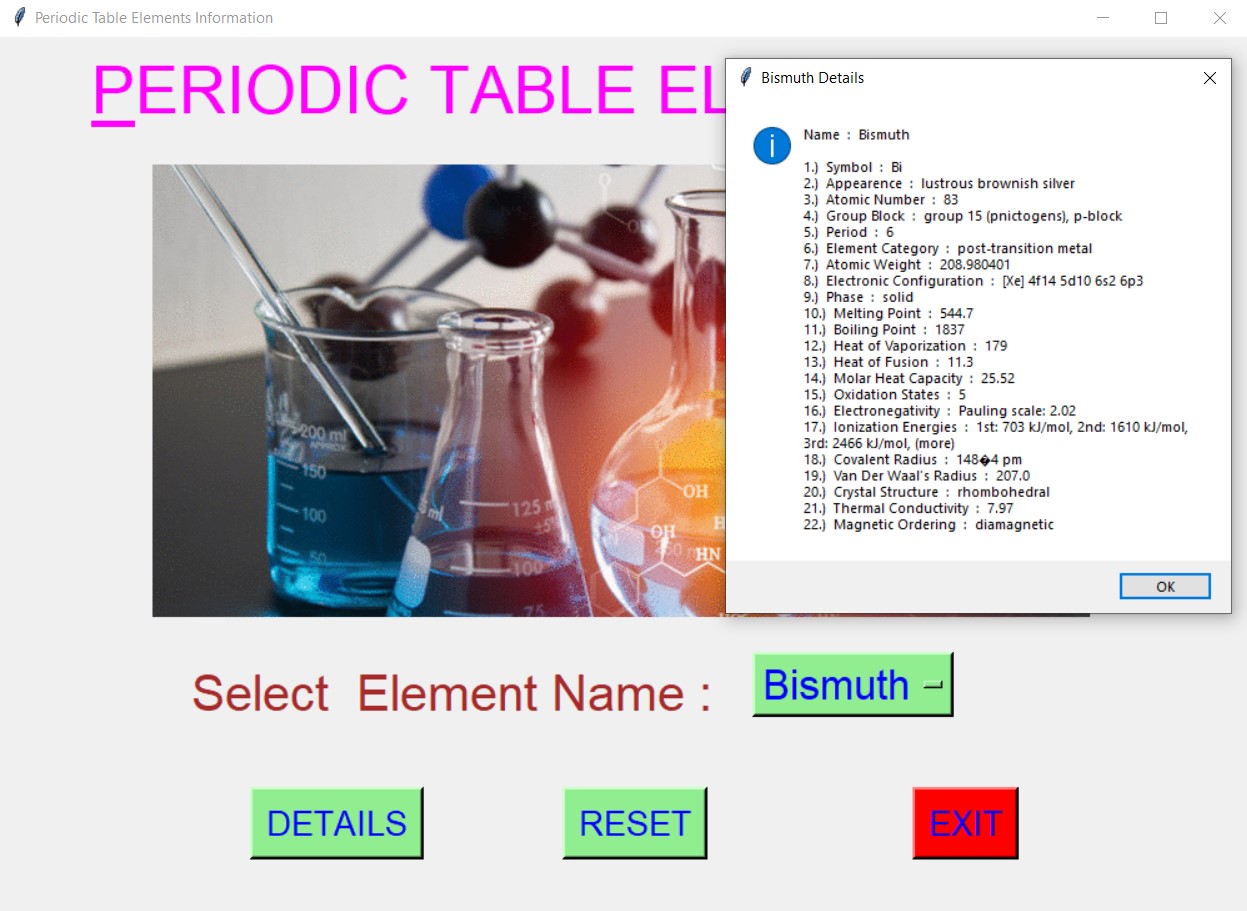 Periodic Table Elements Information
PERIODIC TABLE EL
Bismuth Details
Name : Bismuth
1.) Symbol : Bi
2.) Appearence : lustrous brownish silver
3.) Atomic Number : 83
4.) Group Block : group 15 (pnictogens), p-block
5.) Period : 6
6.) Element Category : post-transition metal
7.) Atomic Weight : 208.980401
8.) Electronic Configuration : [Xe] 4f14 5d10 6s2 6p3
9.) Phase : solid
10.) Melting Point : 544.7
11.) Boiling Point : 1837
12.) Heat of Vaporization : 179
13.) Heat of Fusion : 11.3
14.) Molar Heat Capacity : 25.52
15.) Oxidation States : 5
16.) Electronegativity : Pauling scale: 2.02
17.) Ionization Energies : 1st: 703 kJ/mol, 2nd: 1610 kJ/mol,
3rd: 2466 kJ/mol, (more)
18.) Covalent Radius : 148�4 pm
19.) Van Der Waal's Radius : 207.0
20.) Crystal Structure : rhombohedral
21.) Thermal Conductivity : 7.97
22.) Magnetic Ordering : diamagnetic
OK
200 ml
APPROX
150
100
50
125 m
±5%
100
75
OH
OH
HN
Select Element Name :
Bismuth
DETAILS
RESET
EXIT